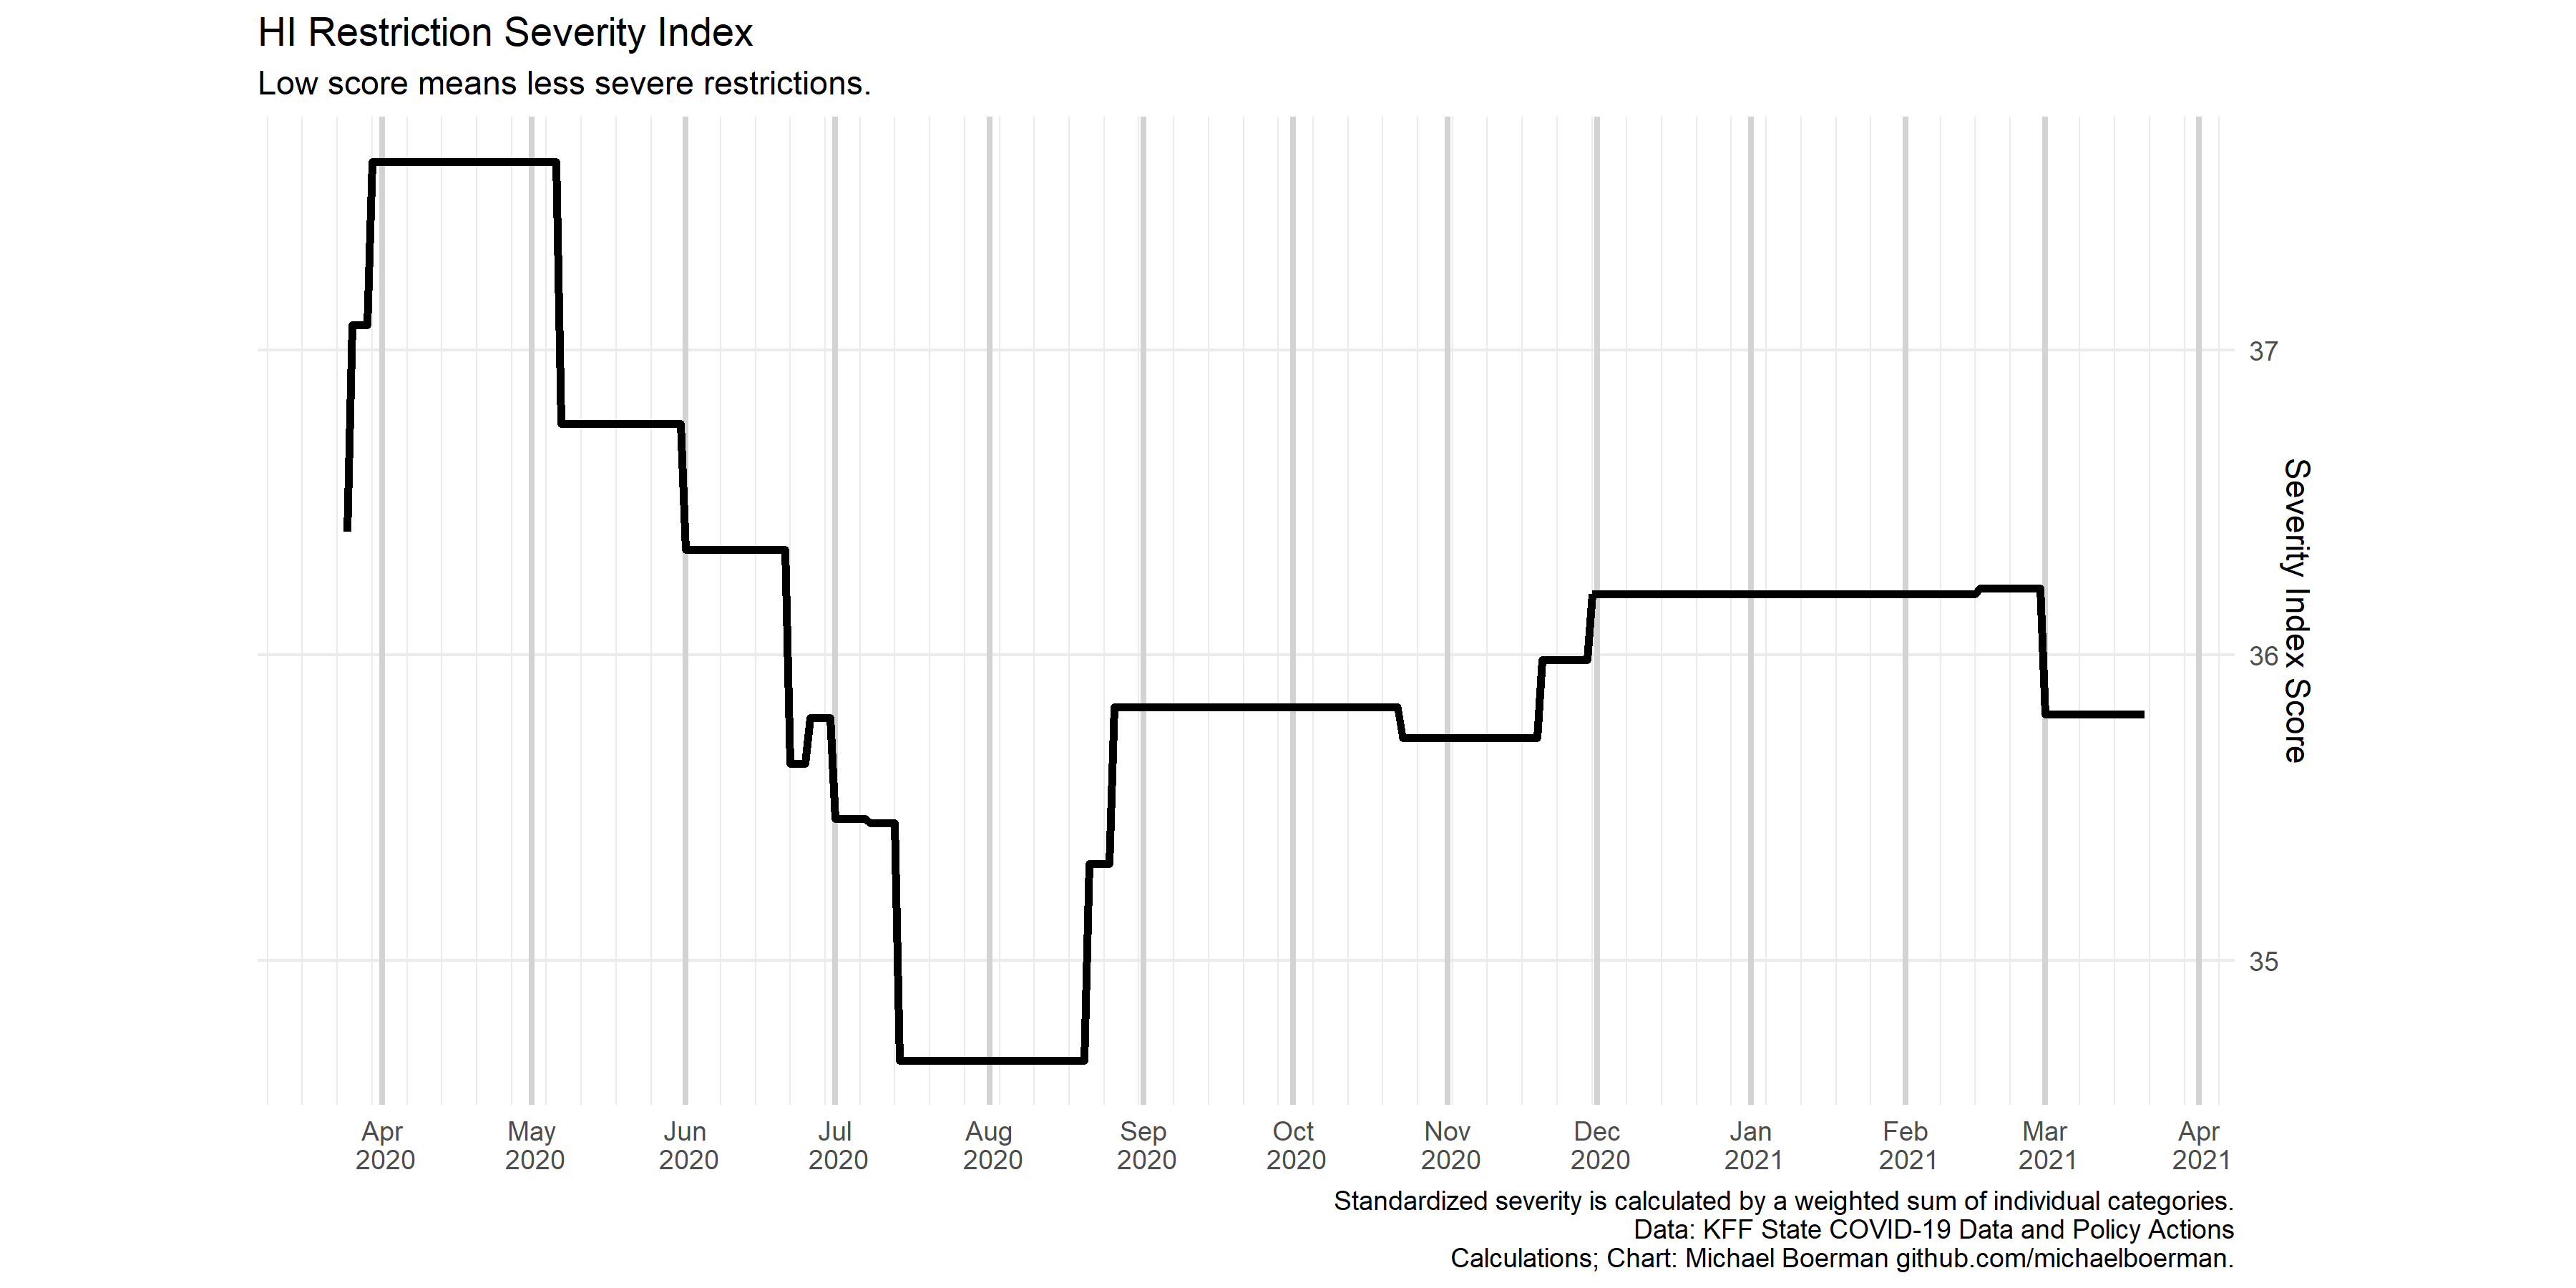 HI Restriction Severity Index
Low score means less severe restrictions.
37
36
35
Severity Index Score
Apr
2020
May
2020
Jun
2020
Jul
2020
Aug
2020
Sep
2020
Oct
2020
Nov
2020
Dec
2020
Jan
2021
Feb
2021
Mar
2021
Apr
2021
Standardized severity is calculated by a weighted sum of individual categories.
Data: KFF State COVID-19 Data and Policy Actions
Calculations; Chart: Michael Boerman github.com/michaelboerman.